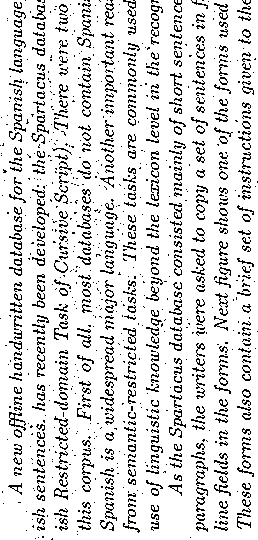 A new offline handwritten database for the Spanish language
ish sentences, has recently been developed: the Spartacus databas
ish Restricted-domain Task of Cursive Script). There were two
this corpus. First of all, most databases do not contain Spani
Spanish is a widespread major language. Another important rea
from semantic-restricted tasks. These tasks are commonly used
use of linguistic knowledge beyond the lexicon level in the recogn
As the Spartacus database consisted mainly of short sentence
paragraphs, the writers were asked to copy a set of sentences in f
line fields in the forms. Next figure shows one of the forms used
These forms also contain a brief set of instructions given to the